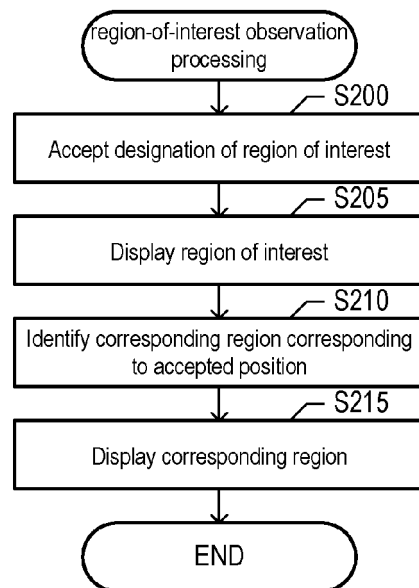 region-of-interest observation
processing
S200
Accept designation of region of interest
S205
Display region of interest
S210
Identify corresponding region corresponding
to accepted position
S215
Display corresponding region
END